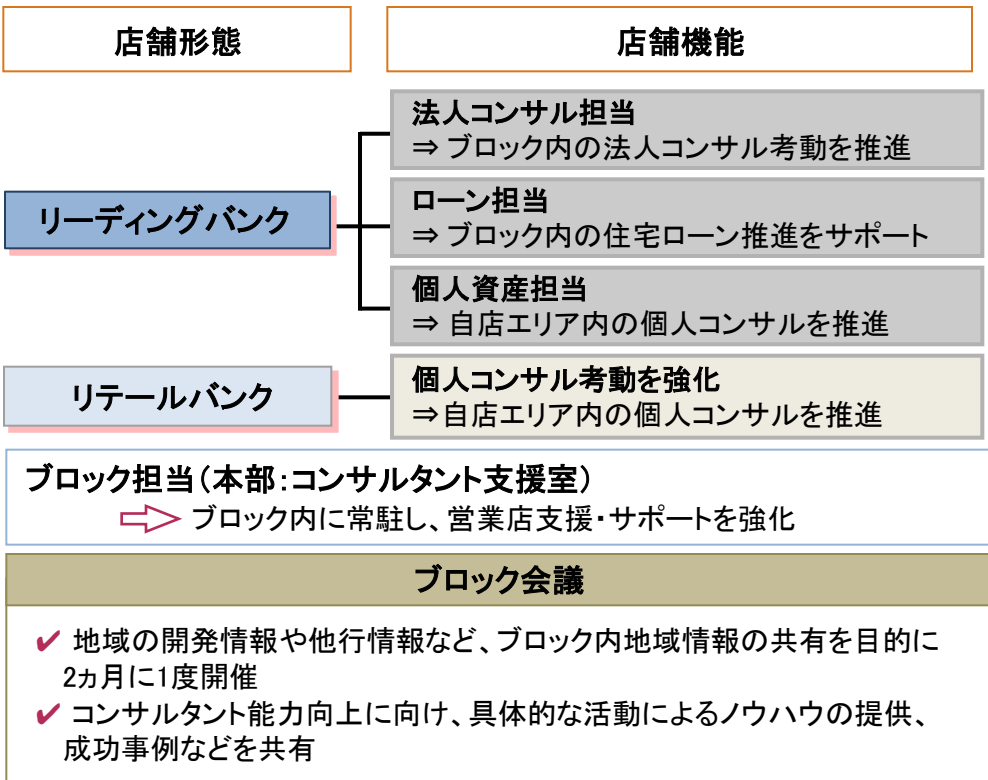 店舗形態
店舗機能
リーディングバンク
法人コンサル担当
⇒ ブロック内の法人コンサル考動を推進
ローン担当
⇒ ブロック内の住宅ローン推進をサポート
個人資産担当
⇒ 自店エリア内の個人コンサルを推進
リテールバンク
個人コンサル考動を強化
⇒自店エリア内の個人コンサルを推進
ブロック担当（本部：コンサルタント支援室）
ブロック内に常駐し、営業店支援・サポートを強化
ブロック会議
✔ 地域の開発情報や他行情報など、ブロック内地域情報の共有を目的に
2ヵ月に1度開催
✔ コンサルタント能力向上に向け、具体的な活動によるノウハウの提供、
成功事例などを共有